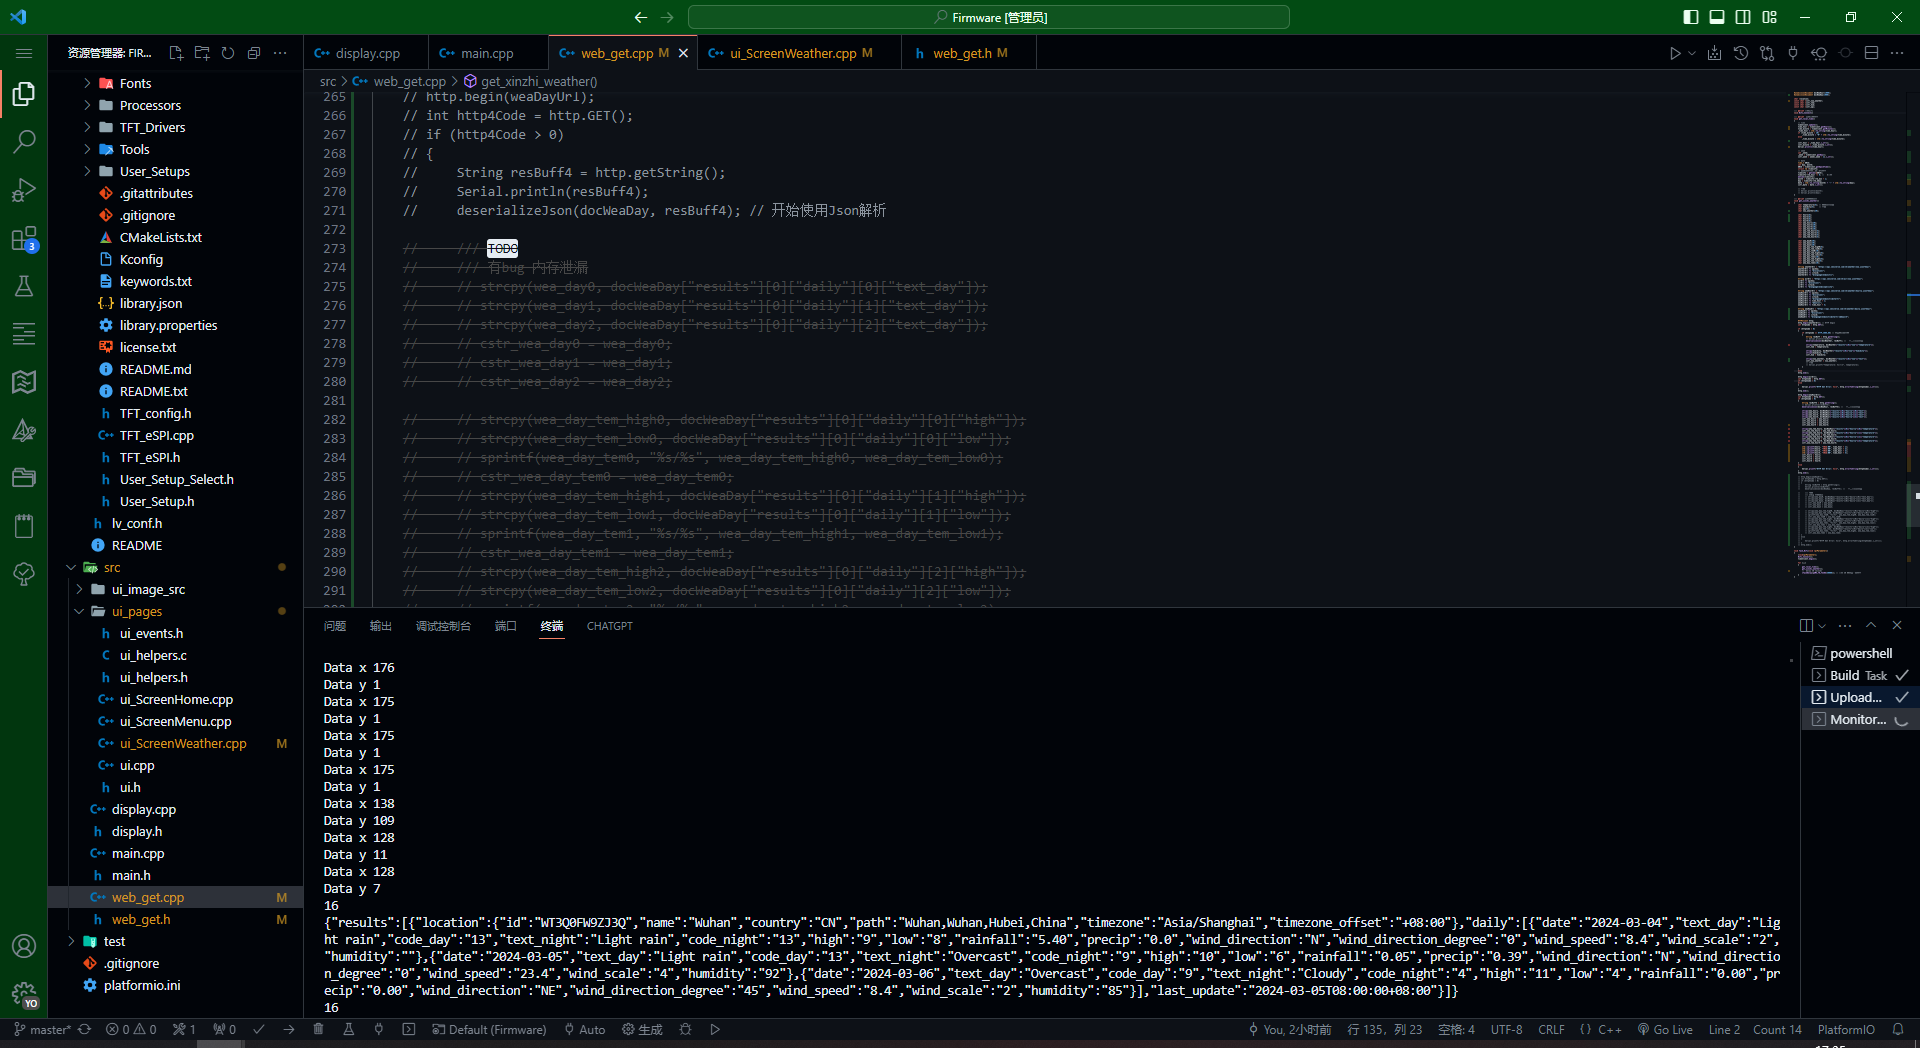 Firmware [管理员]
资源管理器: FIR...
Fonts
Processors
TFT_Drivers
Tools
User_Setups
.gitattributes
.gitignore
CMakeLists.txt
Kconfig
keywords.txt
library.json
library.properties
license.txt
README.md
README.txt
TFT_config.h
TFT_eSPI.cpp
TFT_eSPI.h
User_Setup_Select.h
User_Setup.h
lv_conf.h
README
src
ui_image_src
ui_pages
ui_events.h
ui_helpers.c
ui_helpers.h
ui_ScreenHome.cpp
ui_ScreenMenu.cpp
ui_ScreenWeather.cpp M
ui.cpp
ui.h
display.cpp
display.h
main.cpp
main.h
web_get.cpp M
web_get.h M
test
.gitignore
platformio.ini
3
YO
display.cpp
main.cpp
web_get.cpp M
ui_ScreenWeather.cpp M
web_get.h M
src > web_get.cpp > get_xinzhi_weather()
265 // http.begin(weaDayUrl);
266 // int http4Code = http.GET();
267 // if (http4Code > 0)
268 // {
269 //     String resBuff4 = http.getString();
270 //     Serial.println(resBuff4);
271 //     deserializeJson(docWeaDay, resBuff4); // 开始使用Json解析
272
273 //     /// TODO
274 //     /// 有bug 内存泄漏
275 //     // strcpy(wea_day0, docWeaDay["results"][0]["daily"][0]["text_day"]);
276 //     // strcpy(wea_day1, docWeaDay["results"][0]["daily"][1]["text_day"]);
277 //     // strcpy(wea_day2, docWeaDay["results"][0]["daily"][2]["text_day"]);
278 //     // cstr_wea_day0 = wea_day0;
279 //     // cstr_wea_day1 = wea_day1;
280 //     // cstr_wea_day2 = wea_day2;
281
282 //     // strcpy(wea_day_tem_high0, docWeaDay["results"][0]["daily"][0]["high"]);
283 //     // strcpy(wea_day_tem_low0, docWeaDay["results"][0]["daily"][0]["low"]);
284 //     // sprintf(wea_day_tem0, "%s/%s", wea_day_tem_high0, wea_day_tem_low0);
285 //     // cstr_wea_day_tem0 = wea_day_tem0;
286 //     // strcpy(wea_day_tem_high1, docWeaDay["results"][0]["daily"][1]["high"]);
287 //     // strcpy(wea_day_tem_low1, docWeaDay["results"][0]["daily"][1]["low"]);
288 //     // sprintf(wea_day_tem1, "%s/%s", wea_day_tem_high1, wea_day_tem_low1);
289 //     // cstr_wea_day_tem1 = wea_day_tem1;
290 //     // strcpy(wea_day_tem_high2, docWeaDay["results"][0]["daily"][2]["high"]);
291 //     // strcpy(wea_day_tem_low2, docWeaDay["results"][0]["daily"][2]["low"]);
问题 输出 调试控制台 端口 终端 CHATGPT
Data x 176
Data y 1
Data x 175
Data y 1
Data x 175
Data y 1
Data x 175
Data y 1
Data x 138
Data y 109
Data x 128
Data y 11
Data x 128
Data y 7
16
{"results":[{"location":{"id":"WT3Q0FW9ZJ3Q","name":"Wuhan","country":"CN","path":"Wuhan,Wuhan,Hubei,China","timezone":"Asia/Shanghai","timezone_offset":"+08:00"},"daily":[{"date":"2024-03-04","text_day":"Lig
ht rain","code_day":"13","text_night":"Light rain","code_night":"13","high":"9","low":"8","rainfall":"5.40","precip":"0.0","wind_direction":"N","wind_direction_degree":"0","wind_speed":"8.4","wind_scale":"2",
"humidity":""},{"date":"2024-03-05","text_day":"Light rain","code_day":"13","text_night":"Overcast","code_night":"9","high":"10","low":"6","rainfall":"0.05","precip":"0.39","wind_direction":"N","wind_directio
n_degree":"0","wind_speed":"23.4","wind_scale":"4","humidity":"92"},{"date":"2024-03-06","text_day":"Overcast","code_day":"9","text_night":"Cloudy","code_night":"4","high":"11","low":"4","rainfall":"0.00","pr
ecip":"0.00","wind_direction":"NE","wind_direction_degree":"45","wind_speed":"8.4","wind_scale":"2","humidity":"85"}],"last_update":"2024-03-05T08:00:00+08:00"}]}
16
powershell
Build Task
Upload...
Monitor...
master* 0 0 1 0 Default (Firmware) Auto 生成 You, 2小时前 行 135, 列 23 空格: 4 UTF-8 CRLF {} C++ Go Live Line 2 Count 14 PlatformIO